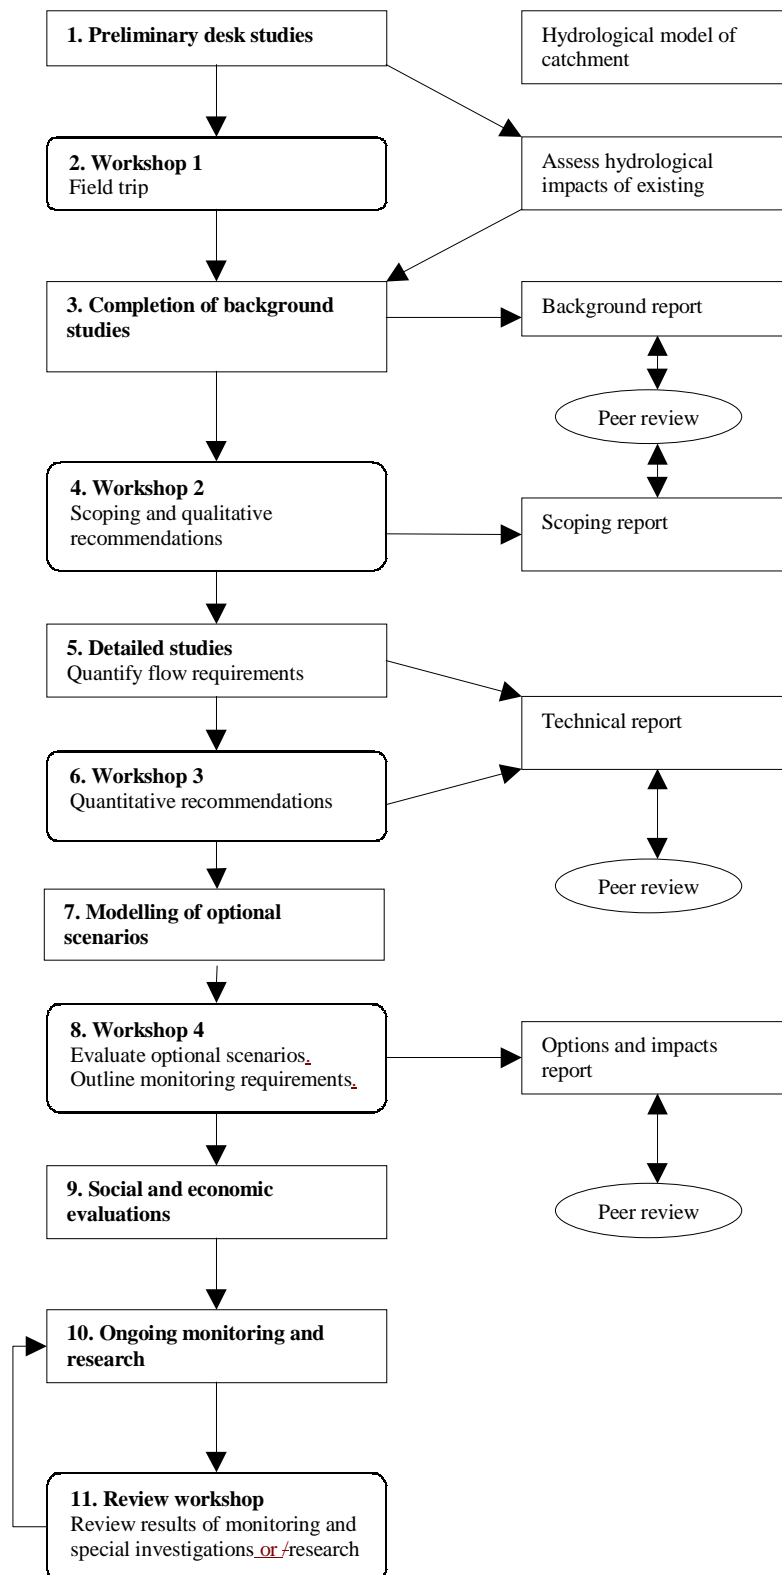 1. Preliminary desk studies
Hydrological model of
catchment
2. Workshop 1
Field trip
Assess hydrological
impacts of existing
3. Completion of background
studies
Background report
Peer review
4. Workshop 2
Scoping and qualitative
recommendations
Scoping report
5. Detailed studies
Quantify flow requirements
Technical report
6. Workshop 3
Quantitative recommendations
Peer review
7. Modelling of optional
scenarios
8. Workshop 4
Evaluate optional scenarios.
Outline monitoring requirements.
Options and impacts
report
9. Social and economic
evaluations
Peer review
10. Ongoing monitoring and
research
11. Review workshop
Review results of monitoring and
special investigations or /research